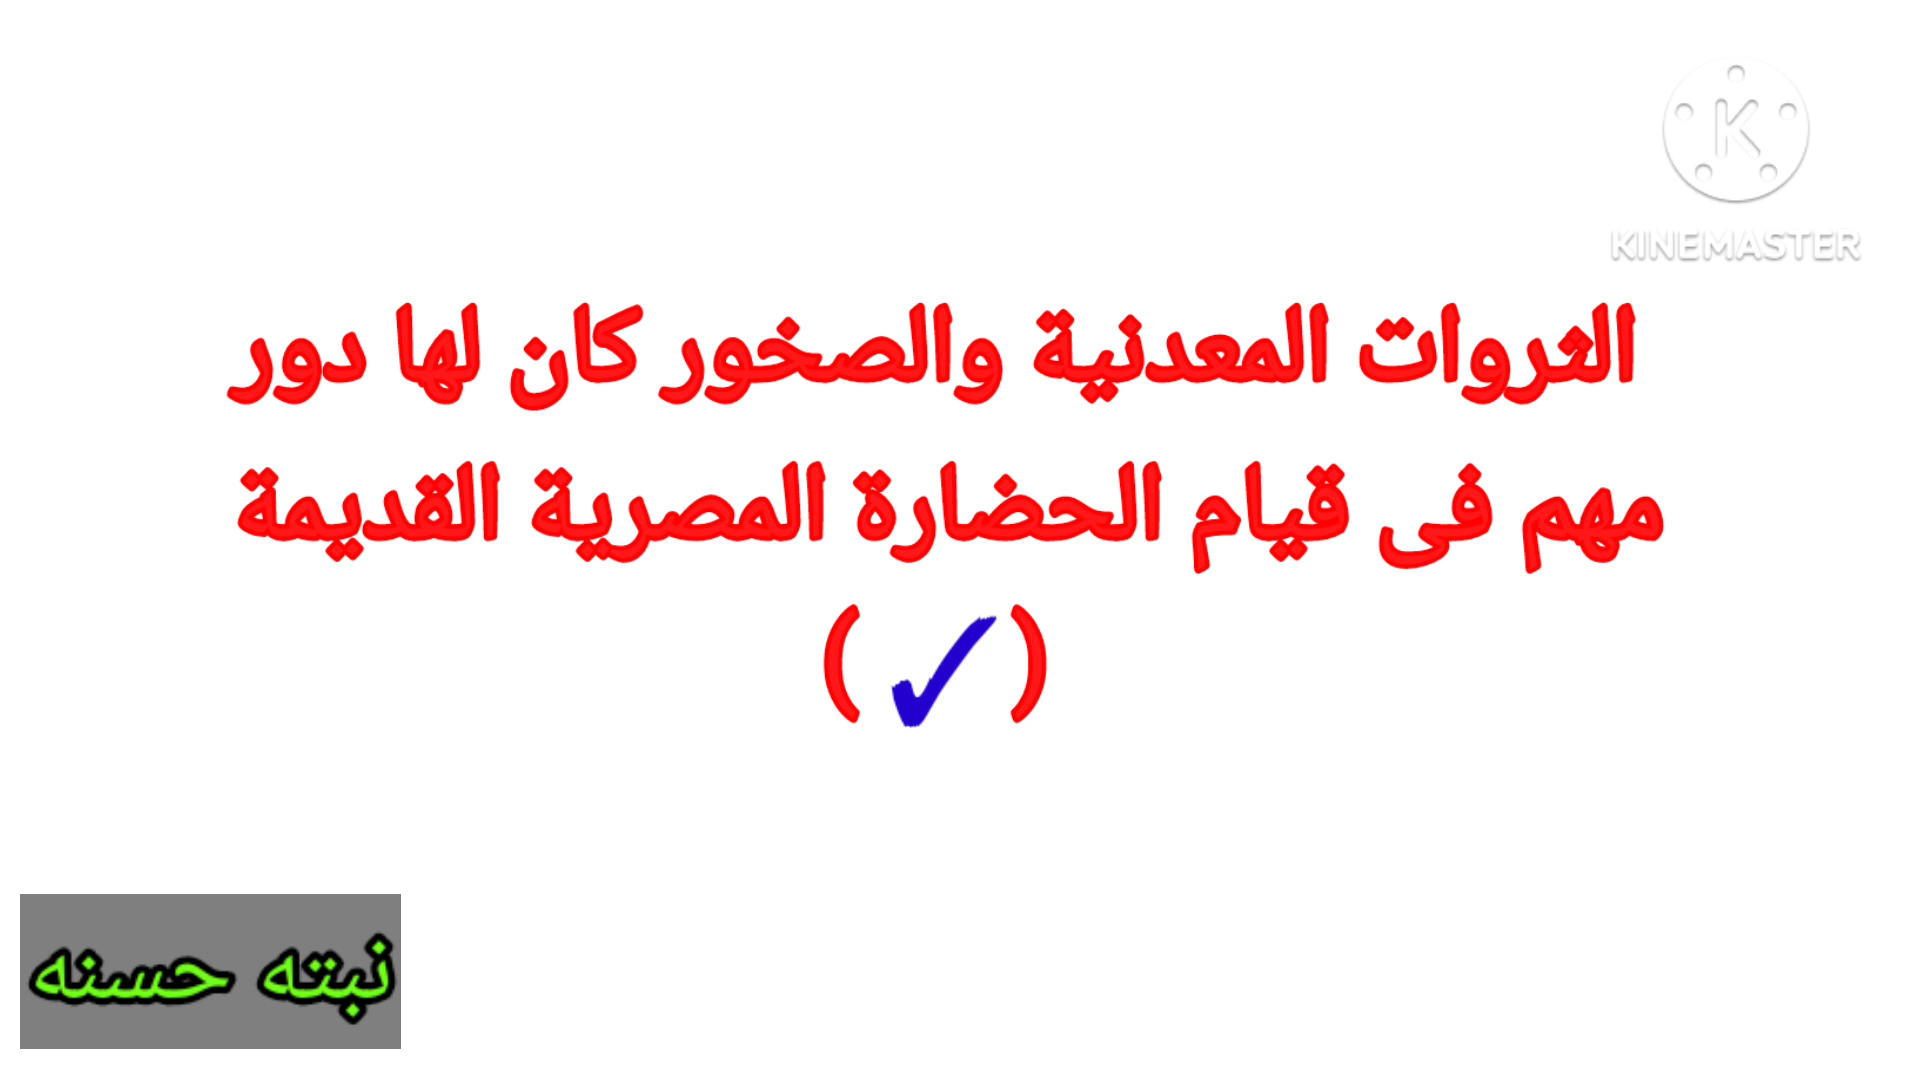 KINEMASTER
الثروات المعدنية والصخور كان لها دور
مهم فى قيام الحضارة المصرية القديمة
(✓)
نبته حسنه